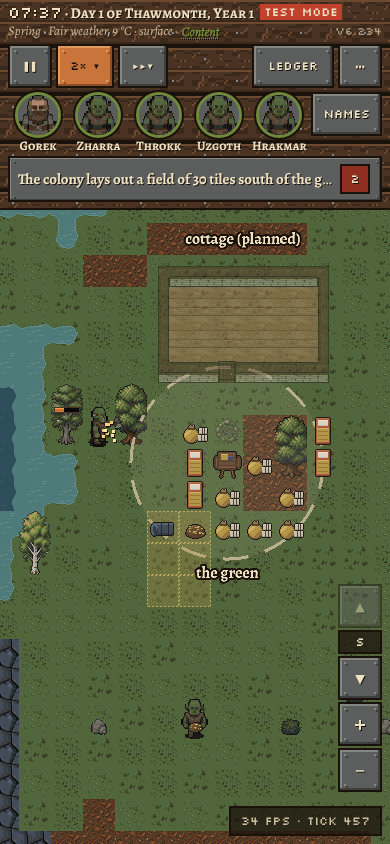 07:37 · Day 1 of Thawmonth, Year 1 TEST MODE
Spring · Fair weather, 9 °C · surface · Content
V6.234
2× ▾
LEDGER
⋯
Gorek Zharra Throkk Uzgoth Hrakmar
NAMES
The colony lays out a field of 30 tiles south of the g... 2
cottage (planned)
the green
▲
S
▼
+
−
34 FPS · TICK 457